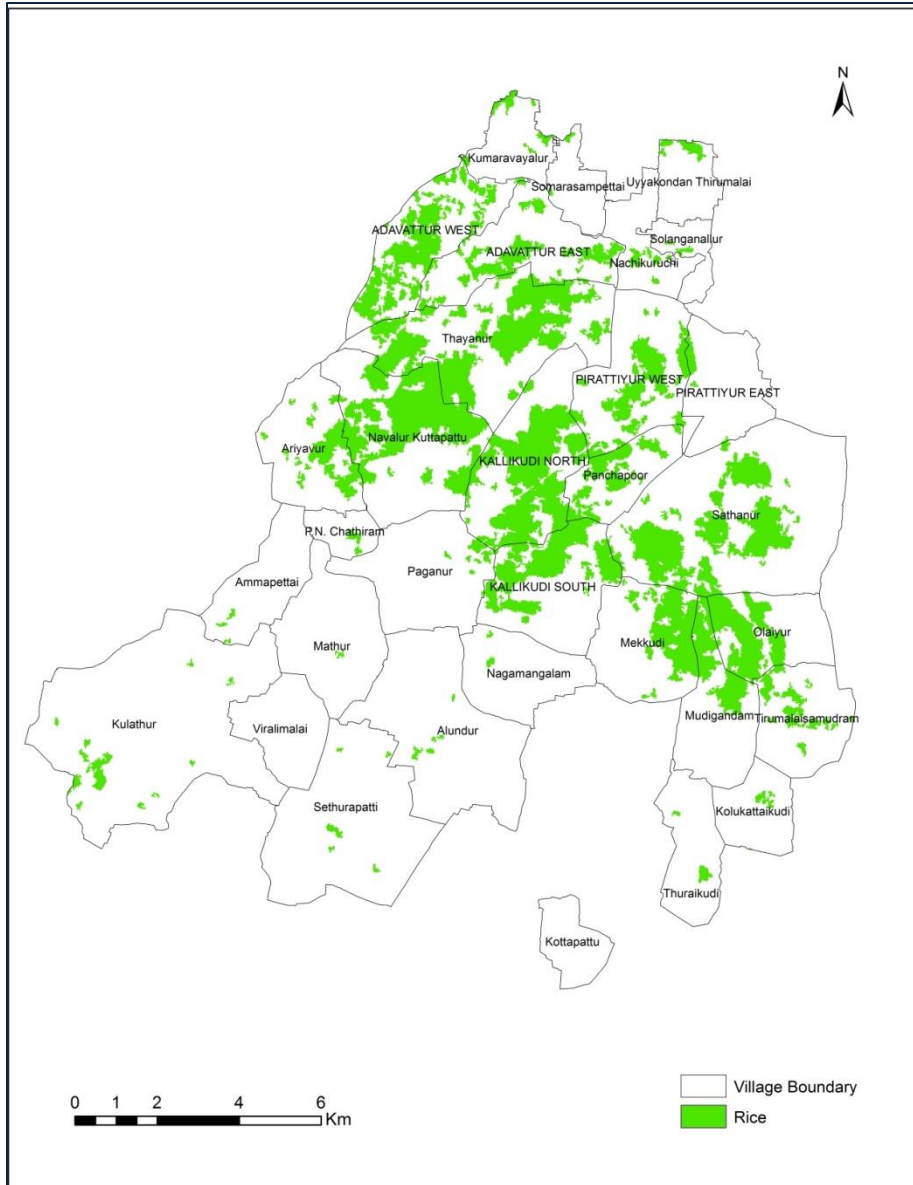 N
Kumaravayalur
Somarasampettai
Uyyakondan Thirumalai
ADAVATTUR WEST
Solanganallur
ADAVATTUR EAST
Nachikuruchi
Thayanur
PIRATTIYUR WEST
PIRATTIYUR EAST
Navalur Kuttapattu
Ariyavur
KALLIKUDI NORTH
Panchapoor
Sathanur
P.N. Chathiram
Paganur
Ammapettai
KALLIKUDI SOUTH
Mathur
Mekkudi
Olaiyur
Nagamangalam
Kulathur
Viralimalai
Alundur
Mudigandam
Tirumalaisamudram
Sethurapatti
Kolukattaikudi
Thuraikudi
Kottapattu
Village Boundary
Rice
0 1 2 4 6
Km